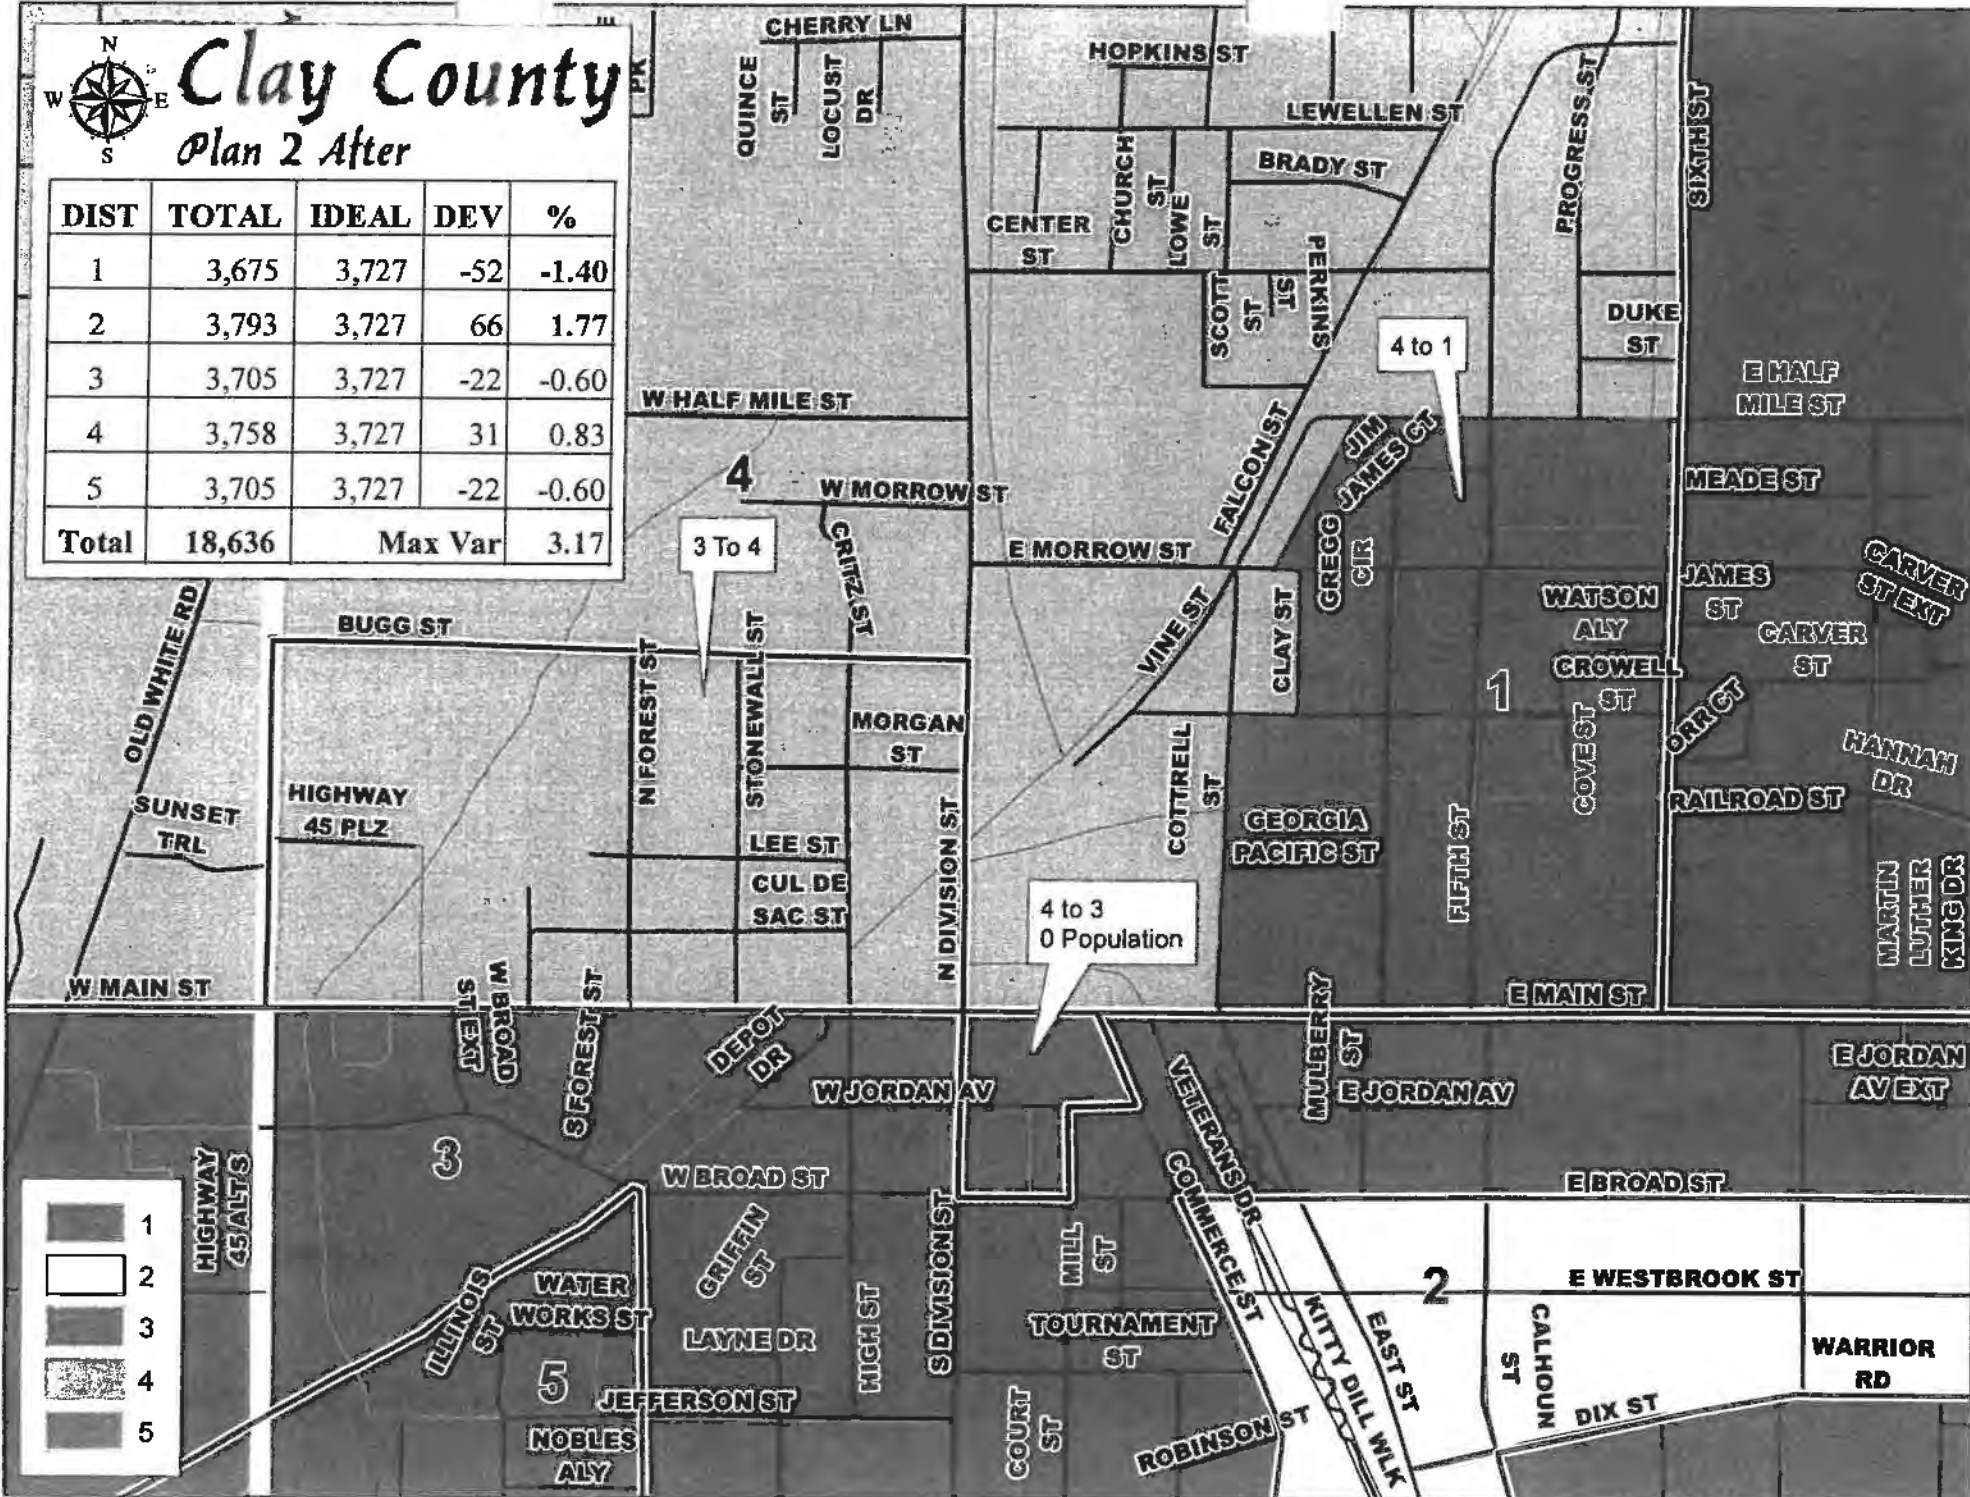 N
W E
S
Clay County
Plan 2 After
DIST TOTAL IDEAL DEV %
1 3,675 3,727 -52 -1.40
2 3,793 3,727 66 1.77
3 3,705 3,727 -22 -0.60
4 3,758 3,727 31 0.83
5 3,705 3,727 -22 -0.60
Total 18,636 Max Var 3.17
PK
CHERRY LN
QUINCE
ST
LOCUST
DR
HOPKINS ST
LEWELLEN ST
BRADY ST
CHURCH
ST
LOWE
ST
CENTER
ST
SCOTT
ST
ST
PERKINS
PROGRESS ST
SIXTH ST
DUKE
ST
4 to 1
E HALF
MILE ST
W HALF MILE ST
4
W MORROW ST
CRITZ ST
3 To 4
E MORROW ST
FALCON ST
JIM
JAMES CT
GREGG
CIR
MEADE ST
JAMES
ST
CARVER
ST EXT
CARVER
ST
WATSON
ALY
CROWELL
ST
1
OLD WHITE RD
BUGG ST
N FOREST ST
STONEWALL ST
MORGAN
ST
VINE ST
CLAY ST
COTTRELL
ST
COVE ST
ORR CT
HANNAH
DR
RAILROAD ST
SUNSET
TRL
HIGHWAY
45 PLZ
LEE ST
CUL DE
SAC ST
N DIVISION ST
GEORGIA
PACIFIC ST
FIFTH ST
MARTIN
LUTHER
KING DR
4 to 3
0 Population
W MAIN ST
E MAIN ST
W BROAD
ST EXT
S FOREST ST
DEPOT
DR
W JORDAN AV
VETERANS DR
MULBERRY
ST
E JORDAN AV
E JORDAN
AV EXT
3
HIGHWAY
45 ALT S
W BROAD ST
E BROAD ST
COMMERCE ST
GRIFFIN
ST
S DIVISION ST
MILL
ST
1
2
3
4
5
ILLINOIS
ST
WATER
WORKS ST
LAYNE DR
HIGH ST
TOURNAMENT
ST
2
E WESTBROOK ST
KITTY DILL WLK
EAST ST
CALHOUN
ST
WARRIOR
RD
5
JEFFERSON ST
NOBLES
ALY
COURT
ST
ROBINSON ST
DIX ST